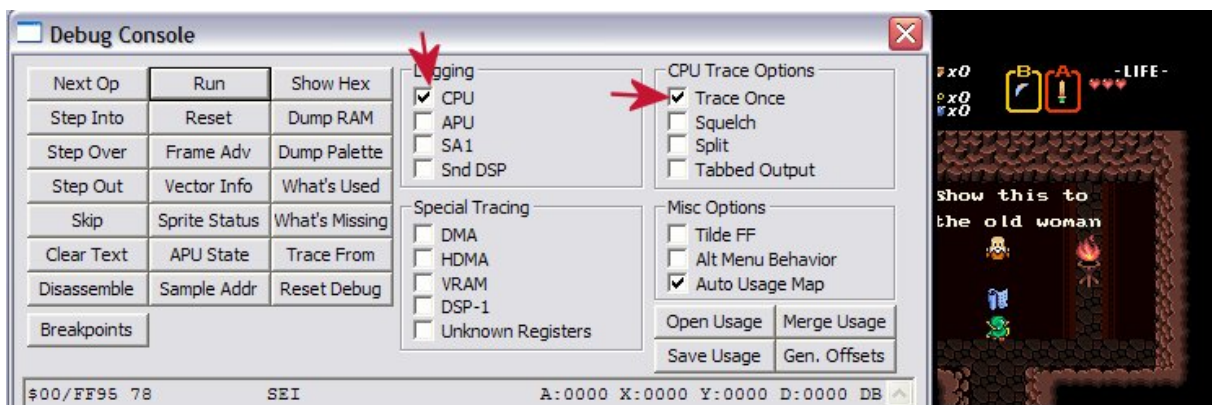 Debug Console
Next Op Run Show Hex
Step Into Reset Dump RAM
Step Over Frame Adv Dump Palette
Step Out Vector Info What's Used
Skip Sprite Status What's Missing
Clear Text APU State Trace From
Disassemble Sample Addr Reset Debug
Breakpoints
Logging
CPU
APU
SA1
Snd DSP
CPU Trace Options
Trace Once
Squelch
Split
Tabbed Output
Special Tracing
DMA
HDMA
VRAM
DSP-1
Unknown Registers
Misc Options
Tilde FF
Alt Menu Behavior
Auto Usage Map
Open Usage Merge Usage
Save Usage Gen. Offsets
$00/FF95 78 SEI A:0000 X:0000 Y:0000 D:0000 DB
x0 B A -LIFE-
x0
x0
Show this to
the old woman